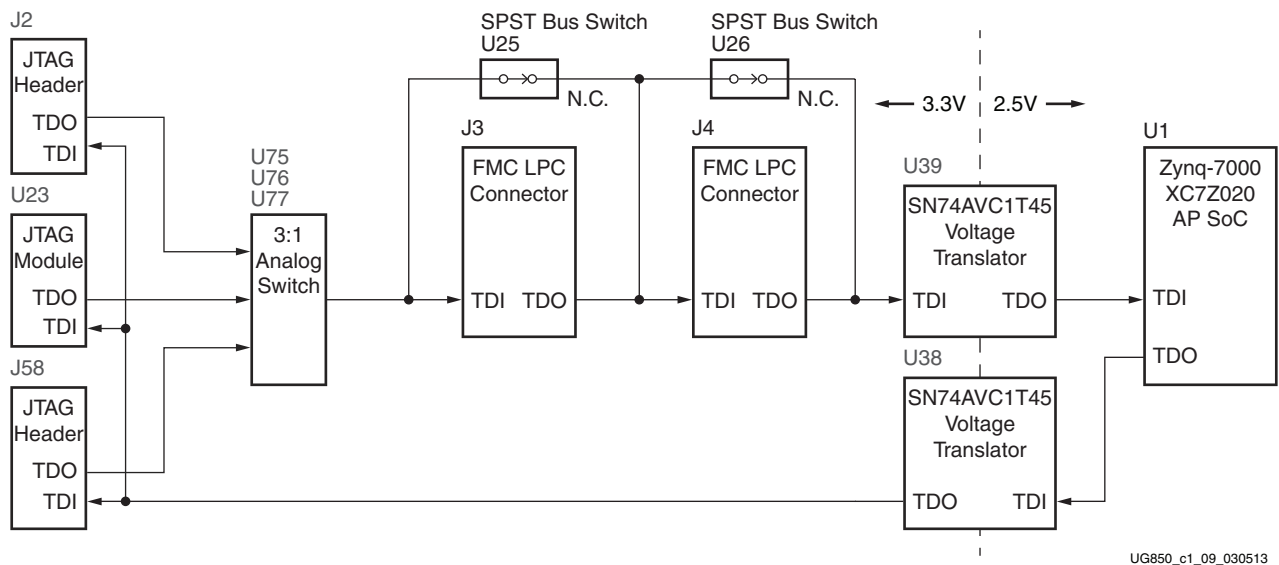 J2
JTAG
Header
TDO
TDI
U23
JTAG
Module
TDO
TDI
J58
JTAG
Header
TDO
TDI
U75
U76
U77
3:1
Analog
Switch
SPST Bus Switch
U25
N.C.
J3
FMC LPC
Connector
TDI TDO
SPST Bus Switch
U26
N.C.
J4
FMC LPC
Connector
TDI TDO
3.3V 2.5V
U39
SN74AVC1T45
Voltage
Translator
TDI TDO
U38
SN74AVC1T45
Voltage
Translator
TDO TDI
U1
Zynq-7000
XC7Z020
AP SoC
TDI
TDO
UG850_c1_09_030513